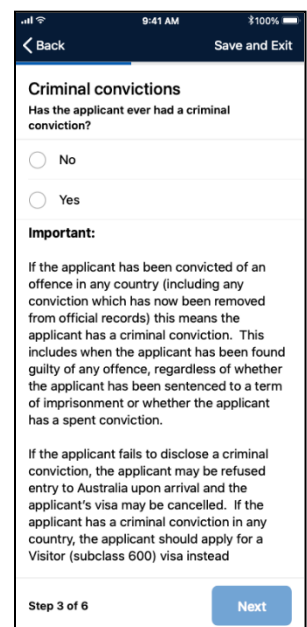 9:41 AM
100%
Back
Save and Exit
Criminal convictions
Has the applicant ever had a criminal
conviction?
No
Yes
Important:
If the applicant has been convicted of an
offence in any country (including any
conviction which has now been removed
from official records) this means the
applicant has a criminal conviction. This
includes when the applicant has been found
guilty of any offence, regardless of whether
the applicant has been sentenced to a term
of imprisonment or whether the applicant
has a spent conviction.
If the applicant fails to disclose a criminal
conviction, the applicant may be refused
entry to Australia upon arrival and the
applicant's visa may be cancelled. If the
applicant has a criminal conviction in any
country, the applicant should apply for a
Visitor (subclass 600) visa instead
Step 3 of 6
Next